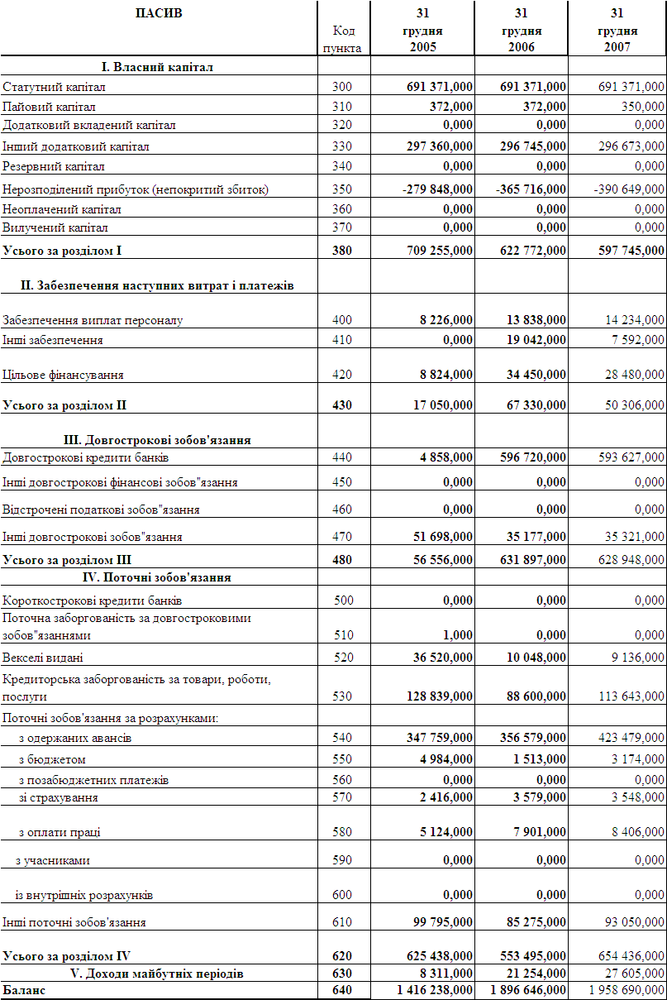 ПАСИВ Код пункта 31 грудня 2005 31 грудня 2006 31 грудня 2007
І. Власний капітал
Статутний капітал 300 691 371,000 691 371,000 691 371,000
Пайовий капітал 310 372,000 372,000 350,000
Додатковий вкладений капітал 320 0,000 0,000 0,000
Інший додатковий капітал 330 297 360,000 296 745,000 296 673,000
Резервний капітал 340 0,000 0,000 0,000
Нерозподілений прибуток (непокритий збиток) 350 -279 848,000 -365 716,000 -390 649,000
Неоплачений капітал 360 0,000 0,000 0,000
Вилучений капітал 370 0,000 0,000 0,000
Усього за розділом І 380 709 255,000 622 772,000 597 745,000
ІІ. Забезпечення наступних витрат і платежів
Забезпечення виплат персоналу 400 8 226,000 13 838,000 14 234,000
Інші забезпечення 410 0,000 19 042,000 7 592,000
Цільове фінансування 420 8 824,000 34 450,000 28 480,000
Усього за розділом ІІ 430 17 050,000 67 330,000 50 306,000
ІІІ. Довгострокові зобов'язання
Довгострокові кредити банків 440 4 858,000 596 720,000 593 627,000
Інші довгострокові фінансові зобов"язання 450 0,000 0,000 0,000
Відстрочені податкові зобов"язання 460 0,000 0,000 0,000
Інші довгострокові зобов"язання 470 51 698,000 35 177,000 35 321,000
Усього за розділом ІІІ 480 56 556,000 631 897,000 628 948,000
IV. Поточні зобов'язання
Короткострокові кредити банків 500 0,000 0,000 0,000
Поточна заборгованість за довгостроковими
зобов"язаннями 510 1,000 0,000 0,000
Векселі видані 520 36 520,000 10 048,000 9 136,000
Кредиторська заборгованість за товари, роботи,
послуги 530 128 839,000 88 600,000 113 643,000
Поточні зобов'язання за розрахунками:
з одержаних авансів 540 347 759,000 356 579,000 423 479,000
з бюджетом 550 4 984,000 1 513,000 3 174,000
з позабюджетних платежів 560 0,000 0,000 0,000
зі страхування 570 2 416,000 3 579,000 3 548,000
з оплати праці 580 5 124,000 7 901,000 8 406,000
з учасниками 590 0,000 0,000 0,000
із внутрішніх розрахунків 600 0,000 0,000 0,000
Інші поточні зобов'язання 610 99 795,000 85 275,000 93 050,000
Усього за розділом IV 620 625 438,000 553 495,000 654 436,000
V. Доходи майбутніх періодів 630 8 311,000 21 254,000 27 605,000
Баланс 640 1 416 238,000 1 896 646,000 1 958 690,000